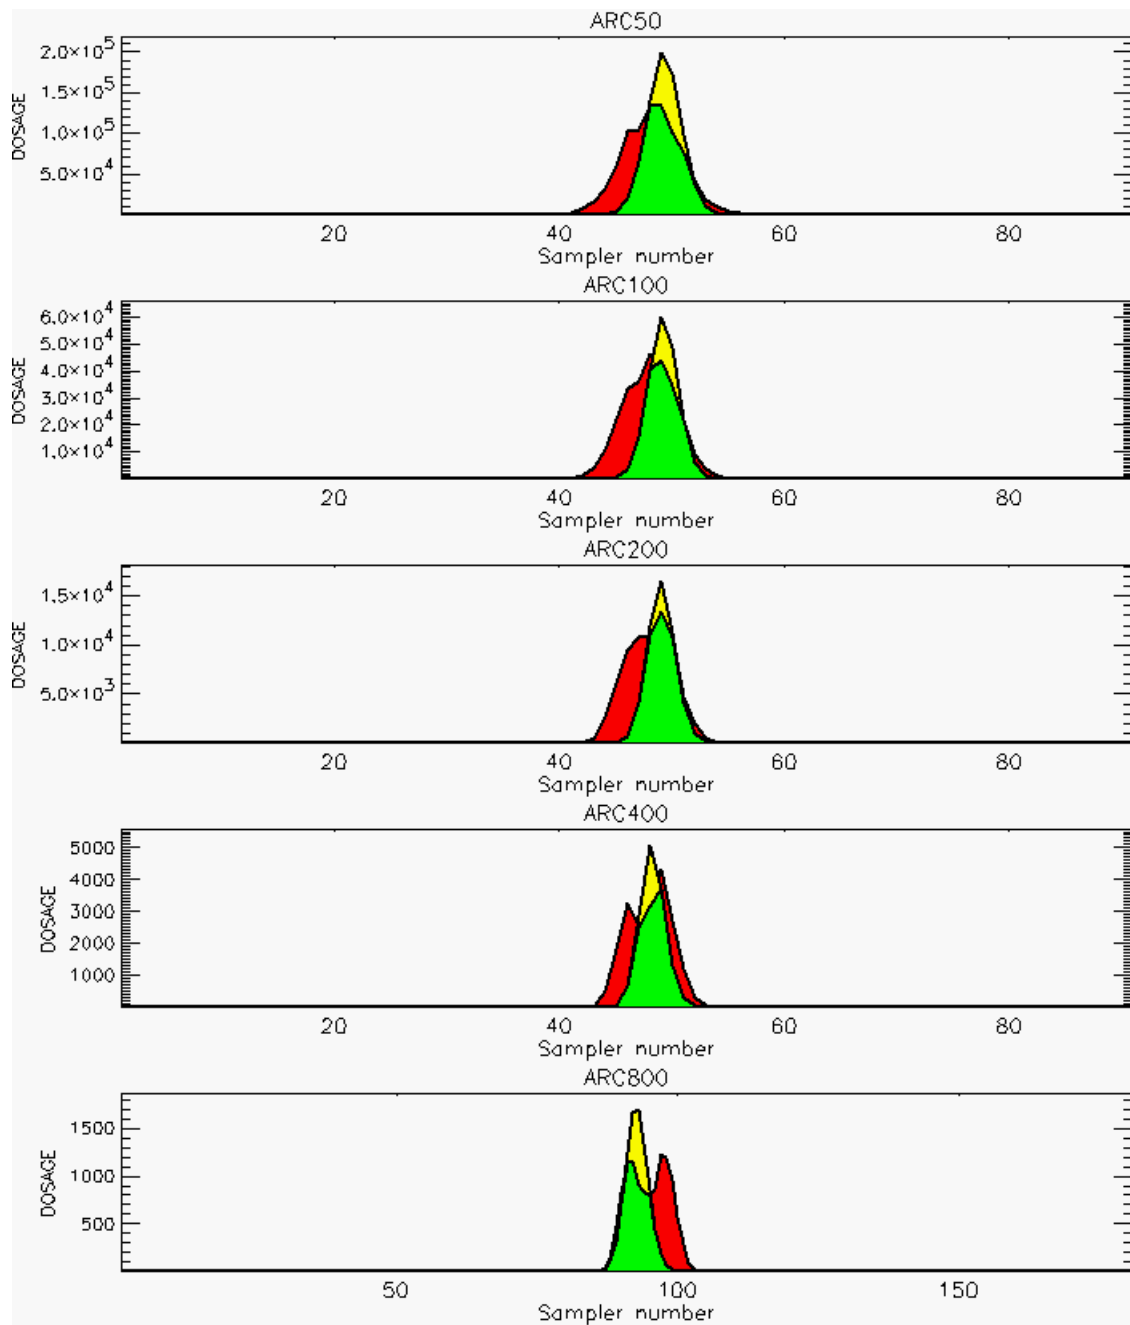 ARC50
2.0×10⁵
1.5×10⁵
1.0×10⁵
5.0×10⁴
DOSAGE
20 40 60 80
Sampler number
ARC100
6.0×10⁴
5.0×10⁴
4.0×10⁴
3.0×10⁴
2.0×10⁴
1.0×10⁴
DOSAGE
20 40 60 80
Sampler number
ARC200
1.5×10⁴
1.0×10⁴
5.0×10³
DOSAGE
20 40 60 80
Sampler number
ARC400
5000
4000
3000
2000
1000
DOSAGE
20 40 60 80
Sampler number
ARC800
1500
1000
500
DOSAGE
50 100 150
Sampler number